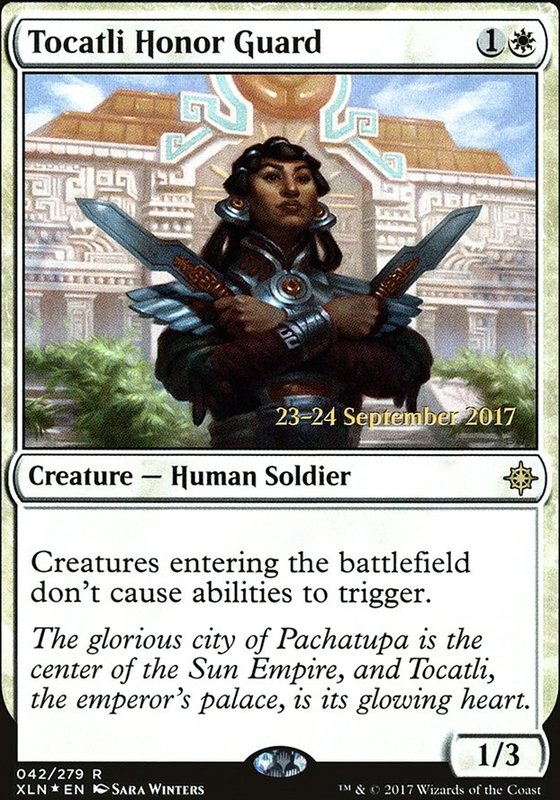 Tocatli Honor Guard 1
23–24 September 2017
Creature — Human Soldier
Creatures entering the battlefield
don't cause abilities to trigger.
The glorious city of Pachatupa is the
center of the Sun Empire, and Tocatli,
the emperor's palace, is its glowing heart.
1/3
042/279 R
XLN★EN Sara Winters
™ & © 2017 Wizards of the Coast